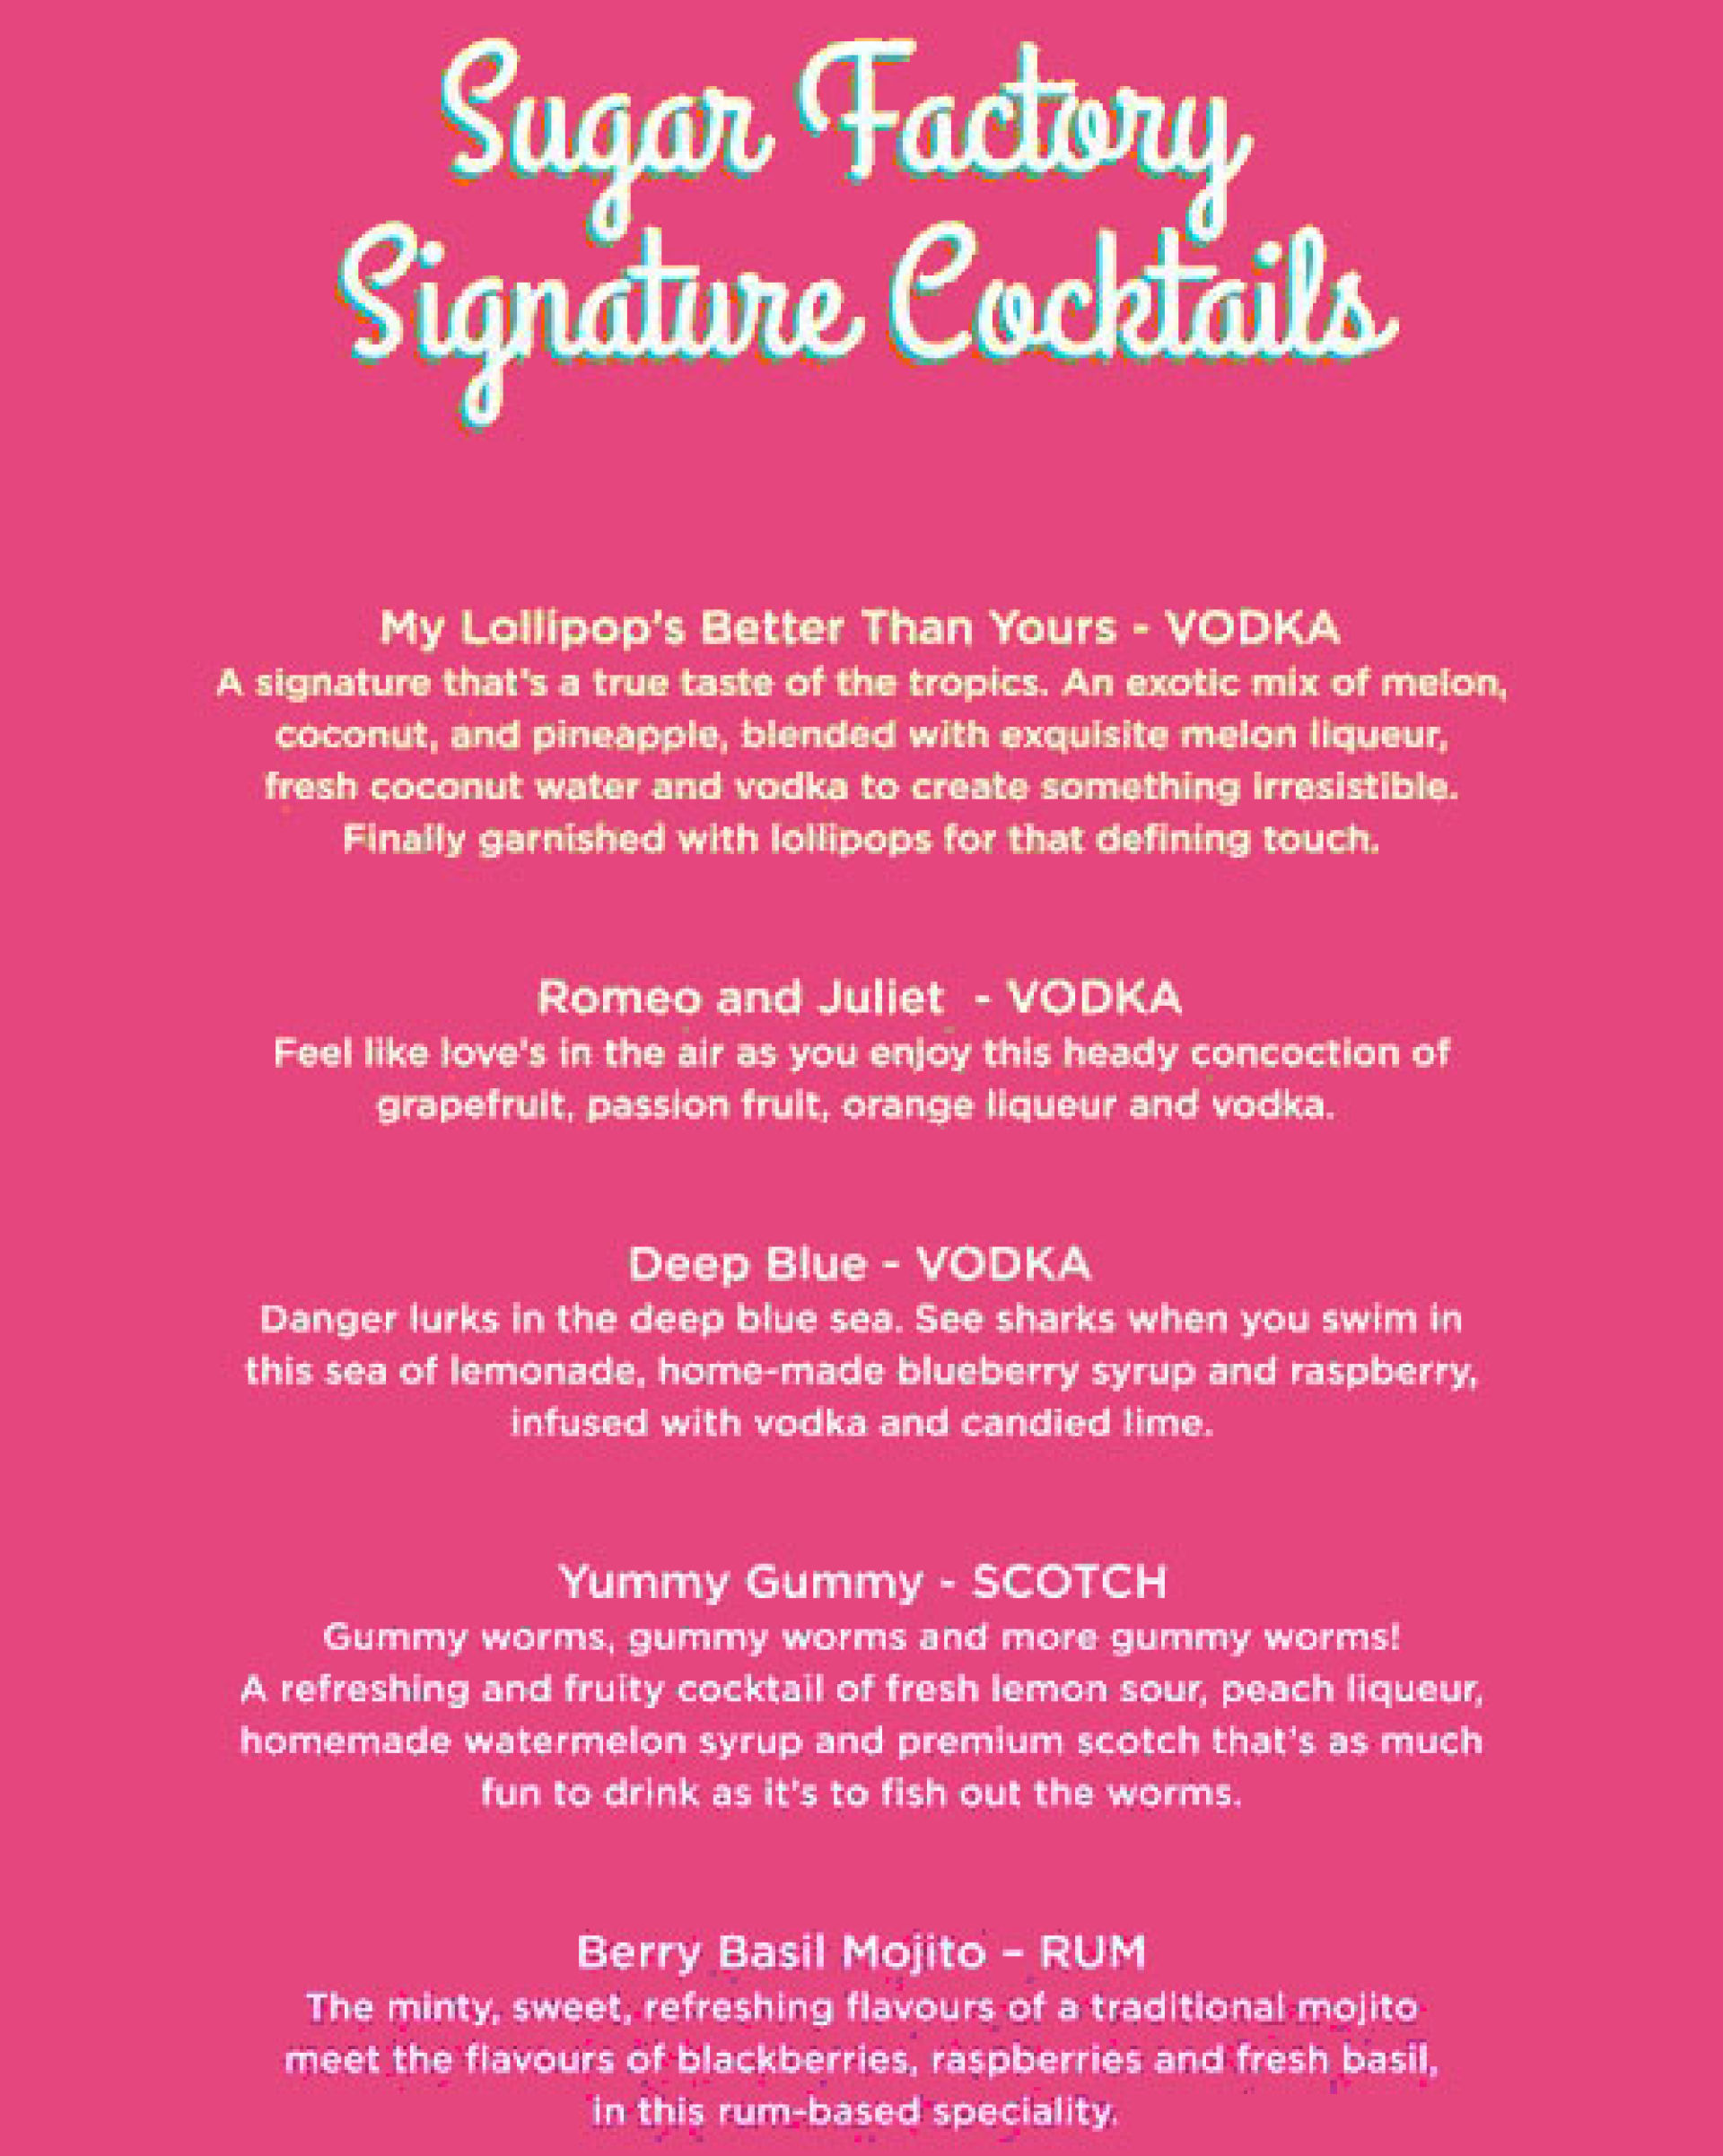 Sugar Factory
Signature Cocktails
My Lollipop's Better Than Yours - VODKA
A signature that's a true taste of the tropics. An exotic mix of melon,
coconut, and pineapple, blended with exquisite melon liqueur,
fresh coconut water and vodka to create something irresistible.
Finally garnished with lollipops for that defining touch.
Romeo and Juliet - VODKA
Feel like love's in the air as you enjoy this heady concoction of
grapefruit, passion fruit, orange liqueur and vodka.
Deep Blue - VODKA
Danger lurks in the deep blue sea. See sharks when you swim in
this sea of lemonade, home-made blueberry syrup and raspberry,
infused with vodka and candied lime.
Yummy Gummy - SCOTCH
Gummy worms, gummy worms and more gummy worms!
A refreshing and fruity cocktail of fresh lemon sour, peach liqueur,
homemade watermelon syrup and premium scotch that's as much
fun to drink as it's to fish out the worms.
Berry Basil Mojito – RUM
The minty, sweet, refreshing flavours of a traditional mojito
meet the flavours of blackberries, raspberries and fresh basil,
in this rum-based speciality.